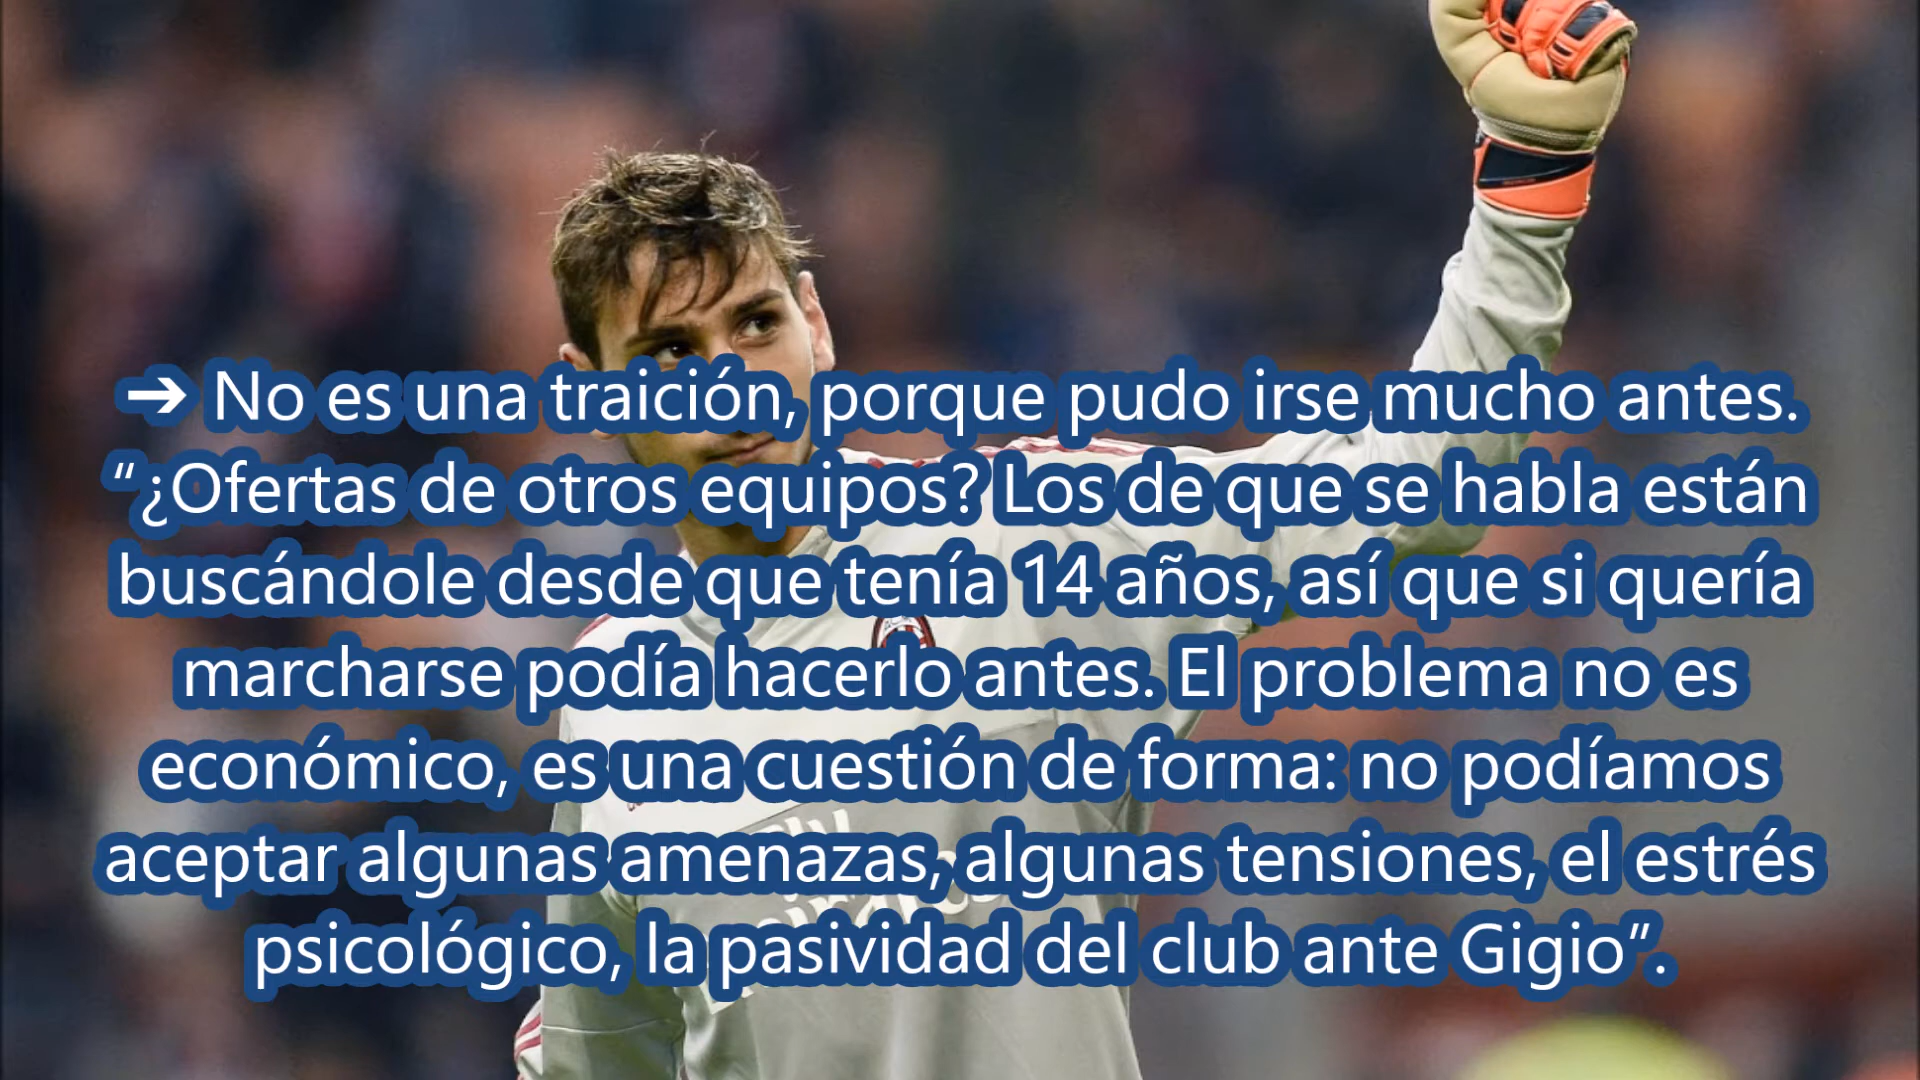 ➔ No es una traición, porque pudo irse mucho antes.
“¿Ofertas de otros equipos? Los de que se habla están
buscándole desde que tenía 14 años, así que si quería
marcharse podía hacerlo antes. El problema no es
económico, es una cuestión de forma: no podíamos
aceptar algunas amenazas, algunas tensiones, el estrés
psicológico, la pasividad del club ante Gigio”.